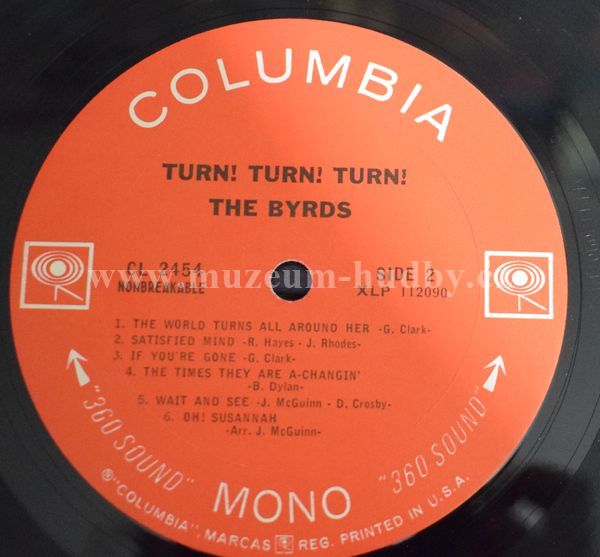 COLUMBIA
TURN! TURN! TURN!
THE BYRDS
CL 2454
NONBREAKABLE
SIDE 2
XLP 112090
www.muzeum-hudby.c
1. THE WORLD TURNS ALL AROUND HER -G. Clark-
2. SATISFIED MIND -R. Hayes - J. Rhodes-
3. IF YOU'RE GONE -G. Clark-
4. THE TIMES THEY ARE A-CHANGIN'
-B. Dylan-
5. WAIT AND SEE -J. McGuinn - D. Crosby-
6. OH! SUSANNAH
-Arr. J. McGuinn-
"360 SOUND" MONO "360 SOUND"
® "COLUMBIA", MARCAS REG. PRINTED IN U.S.A.